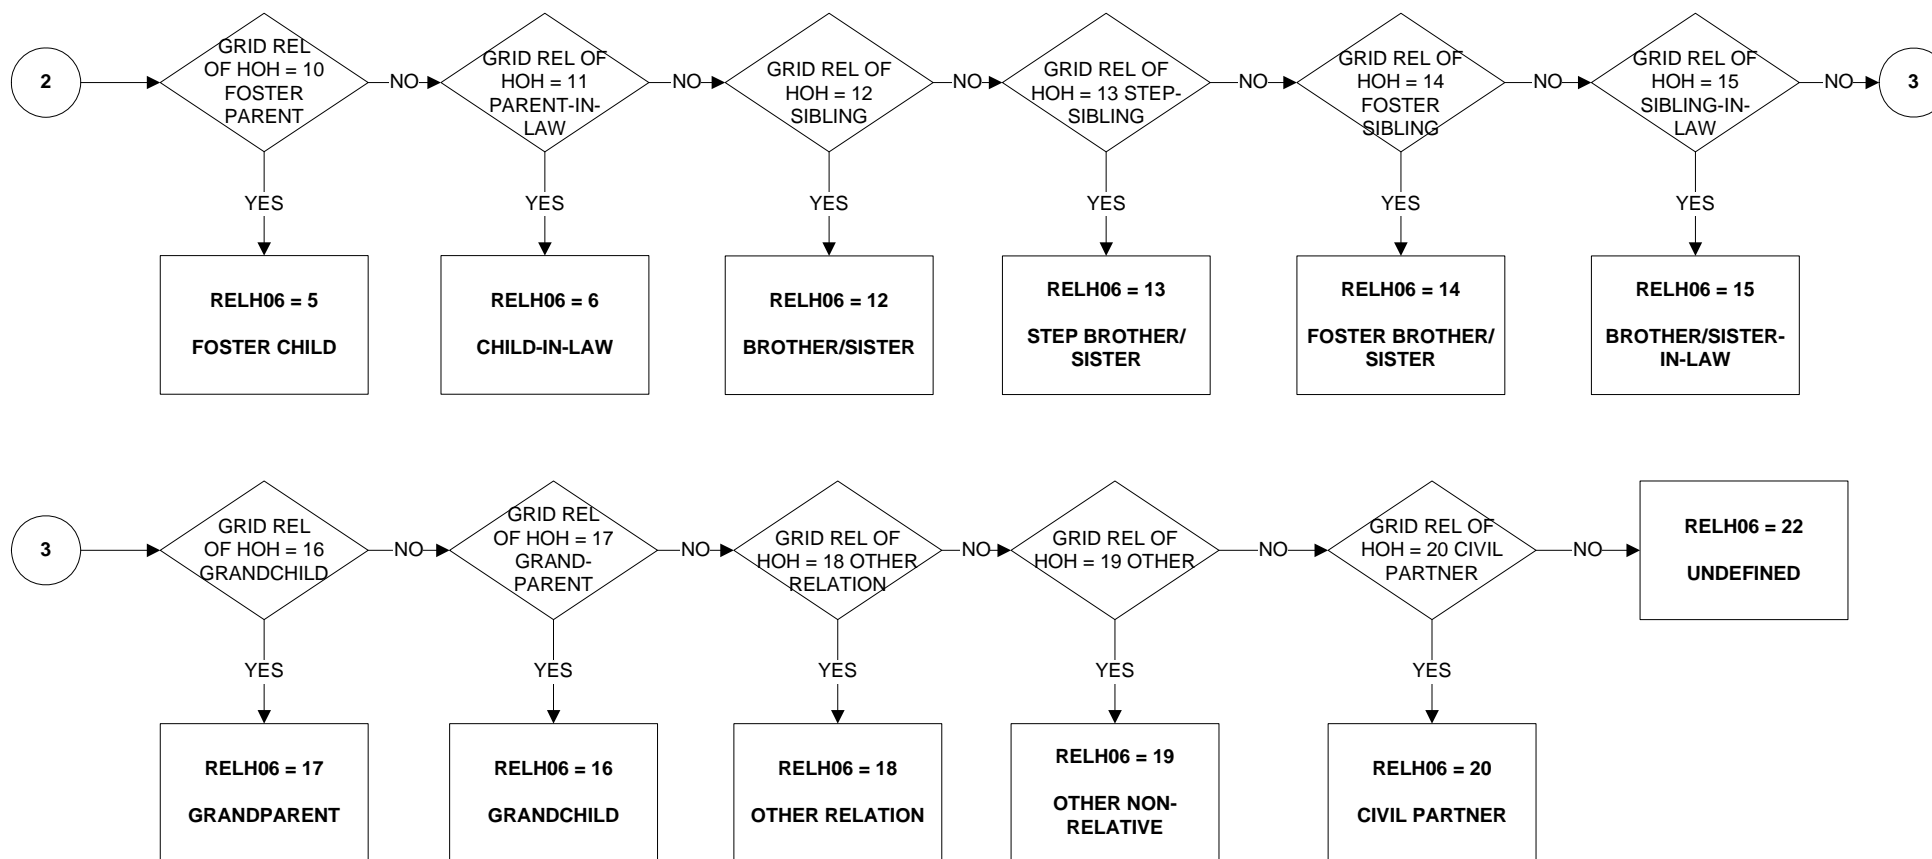 2
GRID REL
OF HOH = 10
FOSTER
PARENT
NO
GRID REL OF
HOH = 11
PARENT-IN-
LAW
NO
GRID REL OF
HOH = 12
SIBLING
NO
GRID REL OF
HOH = 13 STEP-
SIBLING
NO
GRID REL OF
HOH = 14
FOSTER
SIBLING
NO
GRID REL OF
HOH = 15
SIBLING-IN-
LAW
NO
3
YES
YES
YES
YES
YES
YES
RELH06 = 5
FOSTER CHILD
RELH06 = 6
CHILD-IN-LAW
RELH06 = 12
BROTHER/SISTER
RELH06 = 13
STEP BROTHER/
SISTER
RELH06 = 14
FOSTER BROTHER/
SISTER
RELH06 = 15
BROTHER/SISTER-
IN-LAW
3
GRID REL
OF HOH = 16
GRANDCHILD
NO
GRID REL
OF HOH = 17
GRAND-
PARENT
NO
GRID REL OF
HOH = 18 OTHER
RELATION
NO
GRID REL OF
HOH = 19 OTHER
NO
GRID REL OF
HOH = 20 CIVIL
PARTNER
NO
RELH06 = 22
UNDEFINED
YES
YES
YES
YES
YES
RELH06 = 17
GRANDPARENT
RELH06 = 16
GRANDCHILD
RELH06 = 18
OTHER RELATION
RELH06 = 19
OTHER NON-
RELATIVE
RELH06 = 20
CIVIL PARTNER